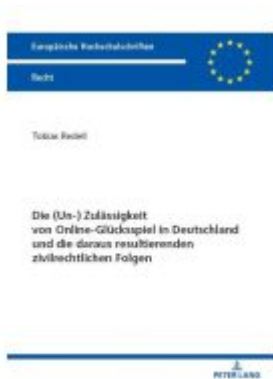 Europäische Hochschulschriften
Recht
Tobias
Die (Un-) Zulässigkeit
von Online-Glücksspiel in Deutschland
und die daraus resultierenden
zivilrechtlichen Folgen
PETER LANG